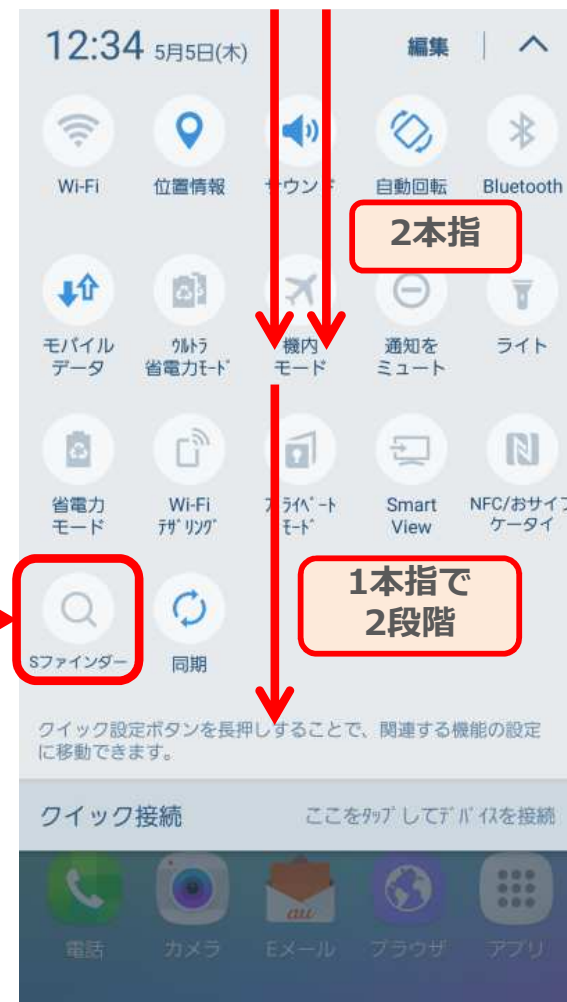 12:34 5月5日(木) 編集
Wi-Fi 位置情報 サウンド 自動回転 Bluetooth
2本指
モバイル ｳﾙﾄﾗ 機内 通知を ライト
データ 省電力ﾓｰﾄﾞ モード ミュート
省電力 Wi-Fi ﾌﾟﾗｲﾍﾞｰﾄ Smart NFC/おサイフ
モード ﾃｻﾞﾘﾝｸﾞ ﾓｰﾄﾞ View ケータイ
1本指で
2段階
Sファインダー 同期
クイック設定ボタンを長押しすることで、関連する機能の設定
に移動できます。
クイック接続 ここをﾀｯﾌﾟしてﾃﾞﾊﾞｲｽを接続
au
電話 カメラ Eメール ブラウザ アプリ